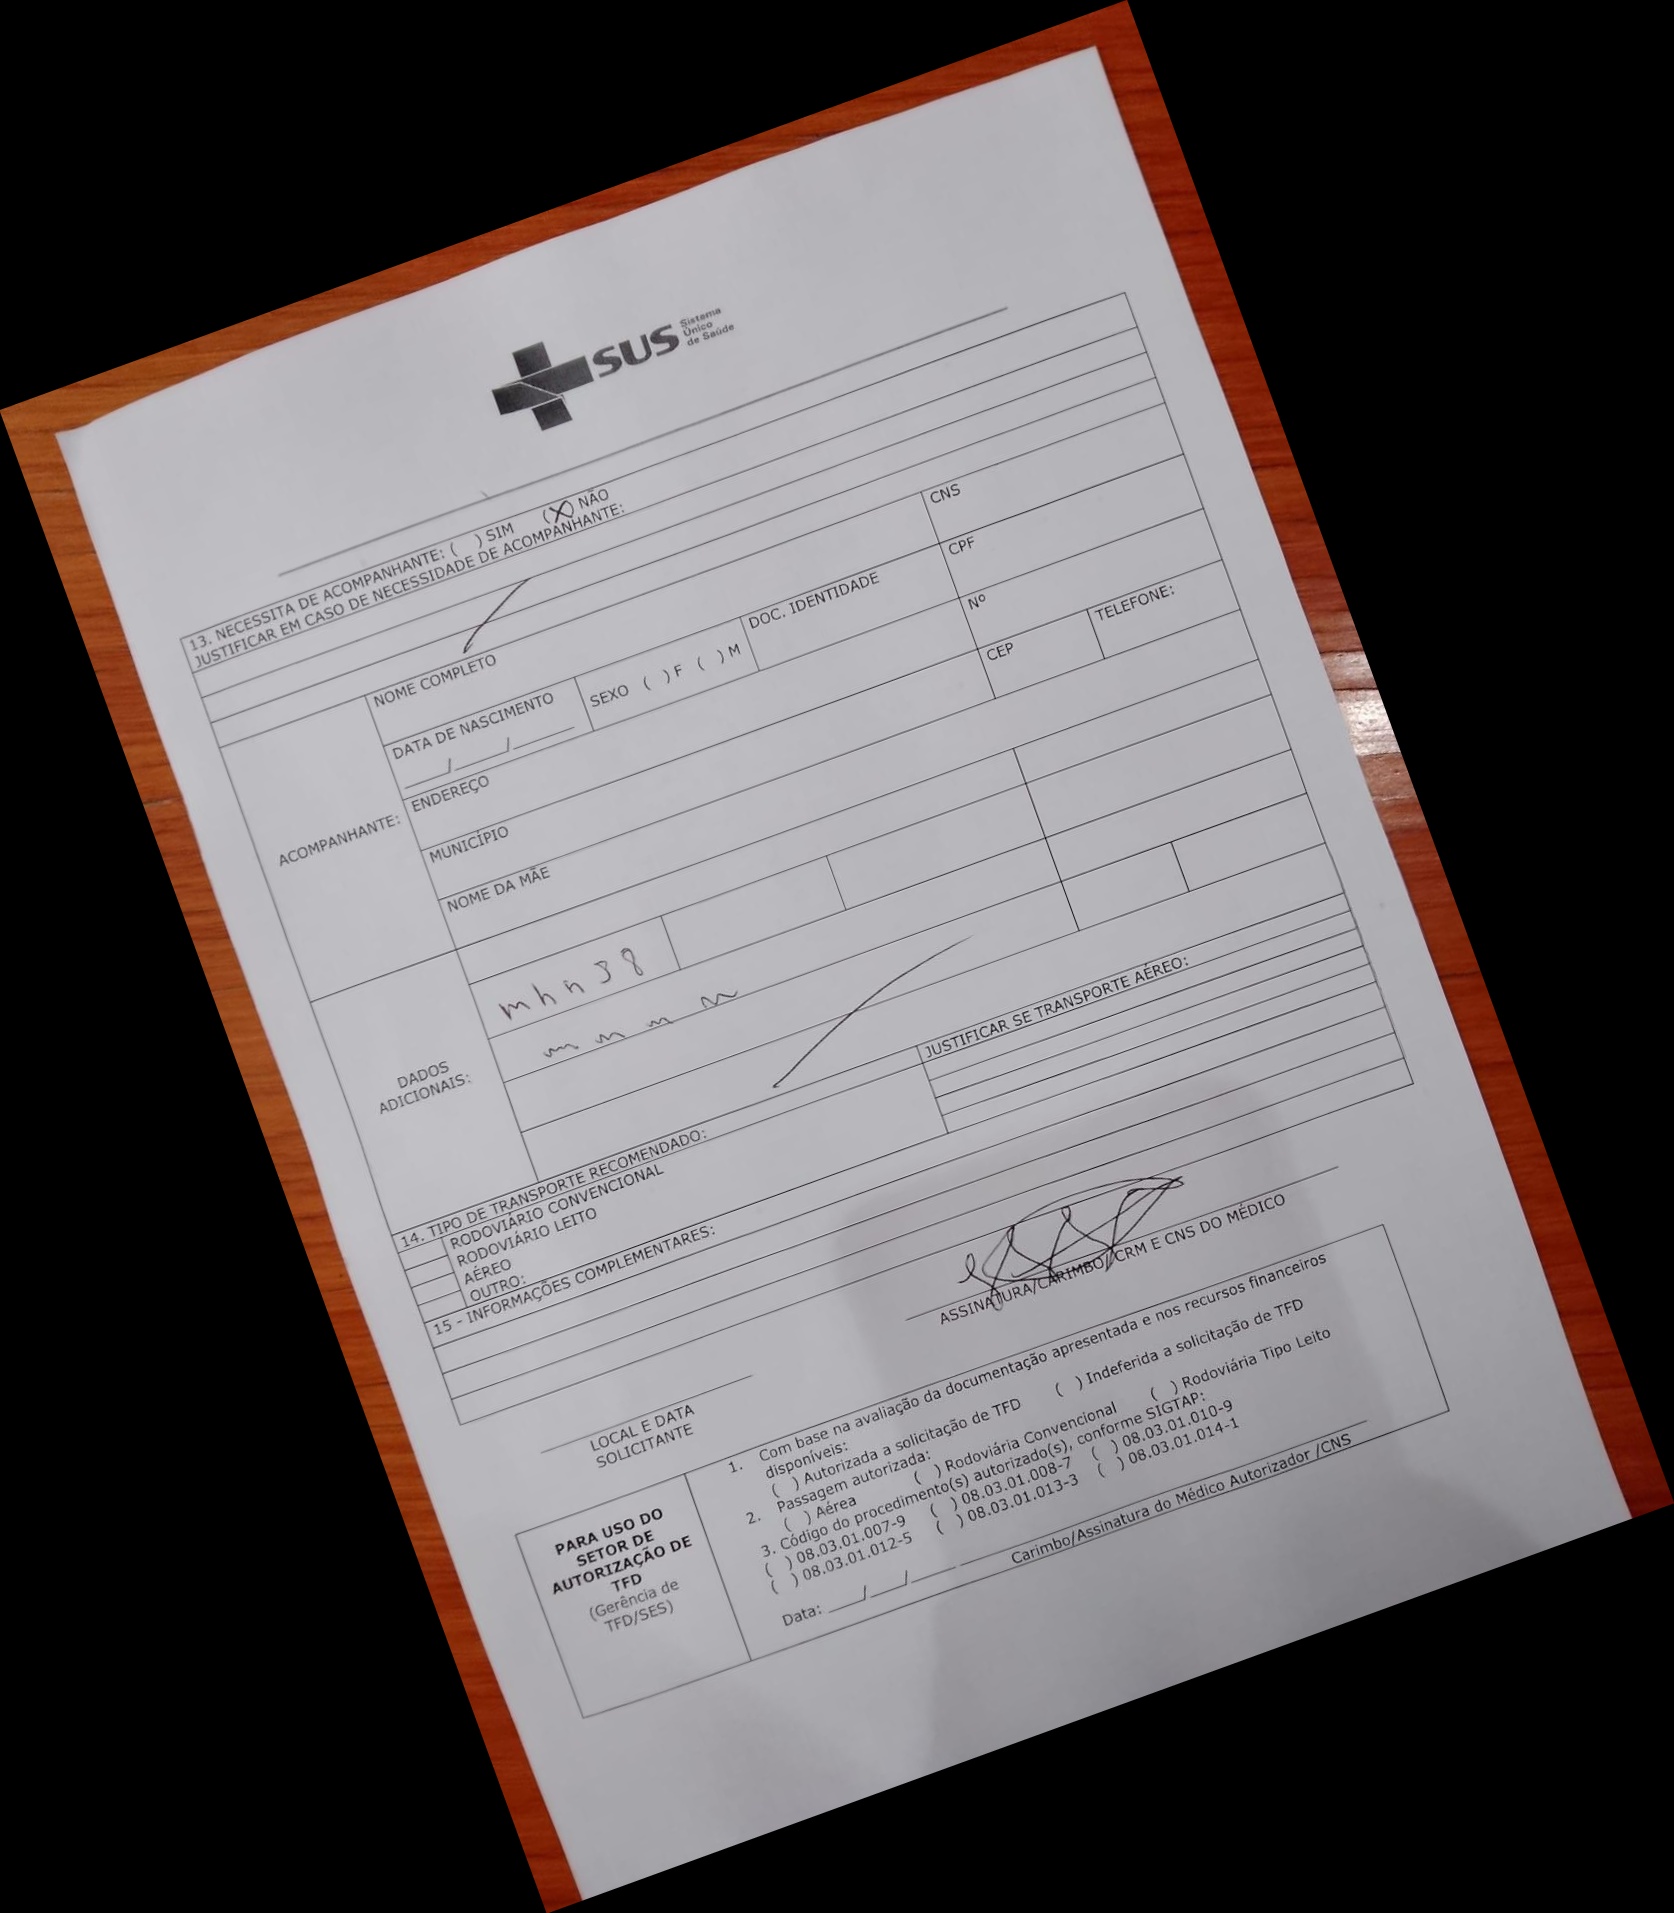 SUS Sistema
Único
de Saúde
13. NECESSITA DE ACOMPANHANTE: ( ) SIM (X) NÃO
JUSTIFICAR EM CASO DE NECESSIDADE DE ACOMPANHANTE:
ACOMPANHANTE:
NOME COMPLETO
CNS
DATA DE NASCIMENTO
___/___/___
SEXO ( ) F ( ) M
DOC. IDENTIDADE
CPF
ENDEREÇO
Nº
MUNICÍPIO
CEP
TELEFONE:
NOME DA MÃE
DADOS
ADICIONAIS:
14. TIPO DE TRANSPORTE RECOMENDADO:
JUSTIFICAR SE TRANSPORTE AÉREO:
RODOVIÁRIO CONVENCIONAL
RODOVIÁRIO LEITO
AÉREO
OUTRO:
15 - INFORMAÇÕES COMPLEMENTARES:
ASSINATURA/CARIMBO/ CRM E CNS DO MÉDICO
LOCAL E DATA
SOLICITANTE
PARA USO DO
SETOR DE
AUTORIZAÇÃO DE
TFD
(Gerência de
TFD/SES)
1. Com base na avaliação da documentação apresentada e nos recursos financeiros
disponíveis:
( ) Autorizada a solicitação de TFD ( ) Indeferida a solicitação de TFD
2. Passagem autorizada:
( ) Aérea ( ) Rodoviária Convencional ( ) Rodoviária Tipo Leito
3. Código do procedimento(s) autorizado(s), conforme SIGTAP:
( ) 08.03.01.007-9 ( ) 08.03.01.008-7 ( ) 08.03.01.010-9
( ) 08.03.01.012-5 ( ) 08.03.01.013-3 ( ) 08.03.01.014-1
Data: ___/___/___
Carimbo/Assinatura do Médico Autorizador /CNS